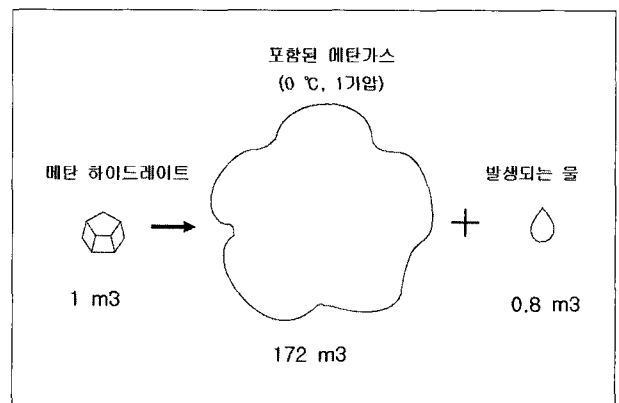 포함된 메탄가스
(0 ℃, 1기압)
메탄 하이드레이트
발생되는 물
1 m3
0.8 m3
172 m3